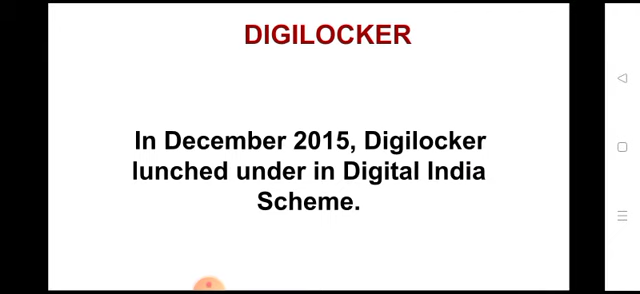 DIGILOCKER
In December 2015, Digilocker
lunched under in Digital India
Scheme.